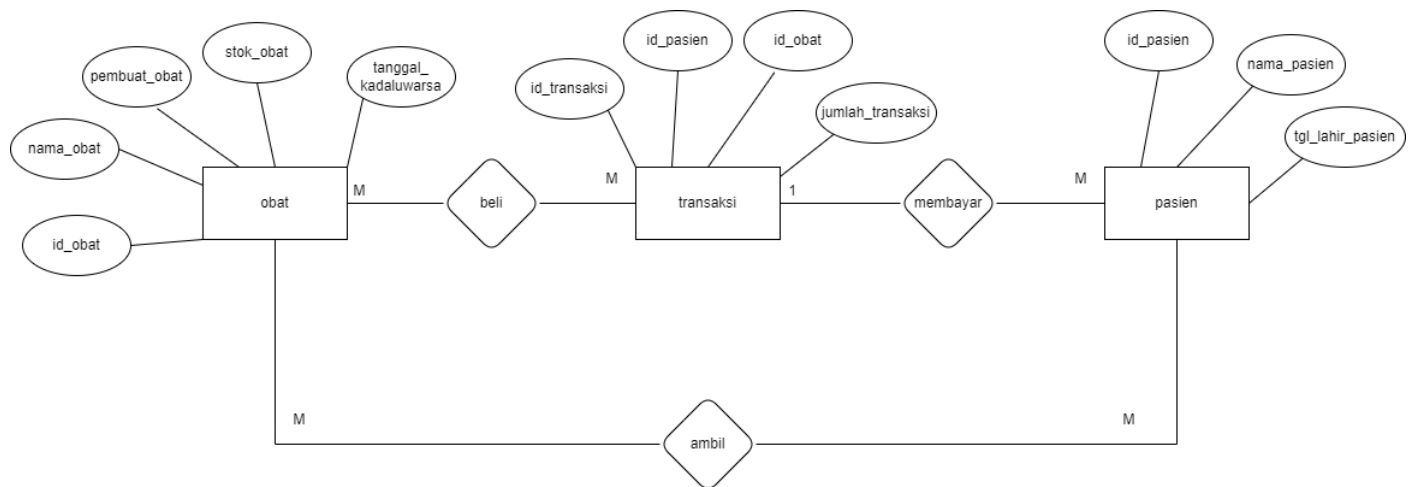 id_pasien
id_obat
id_pasien
stok_obat
nama_pasien
pembuat_obat
tanggal_
kadaluwarsa
id_transaksi
jumlah_transaksi
tgl_lahir_pasien
nama_obat
M
M
1
M
obat
beli
transaksi
membayar
pasien
id_obat
M
M
ambil